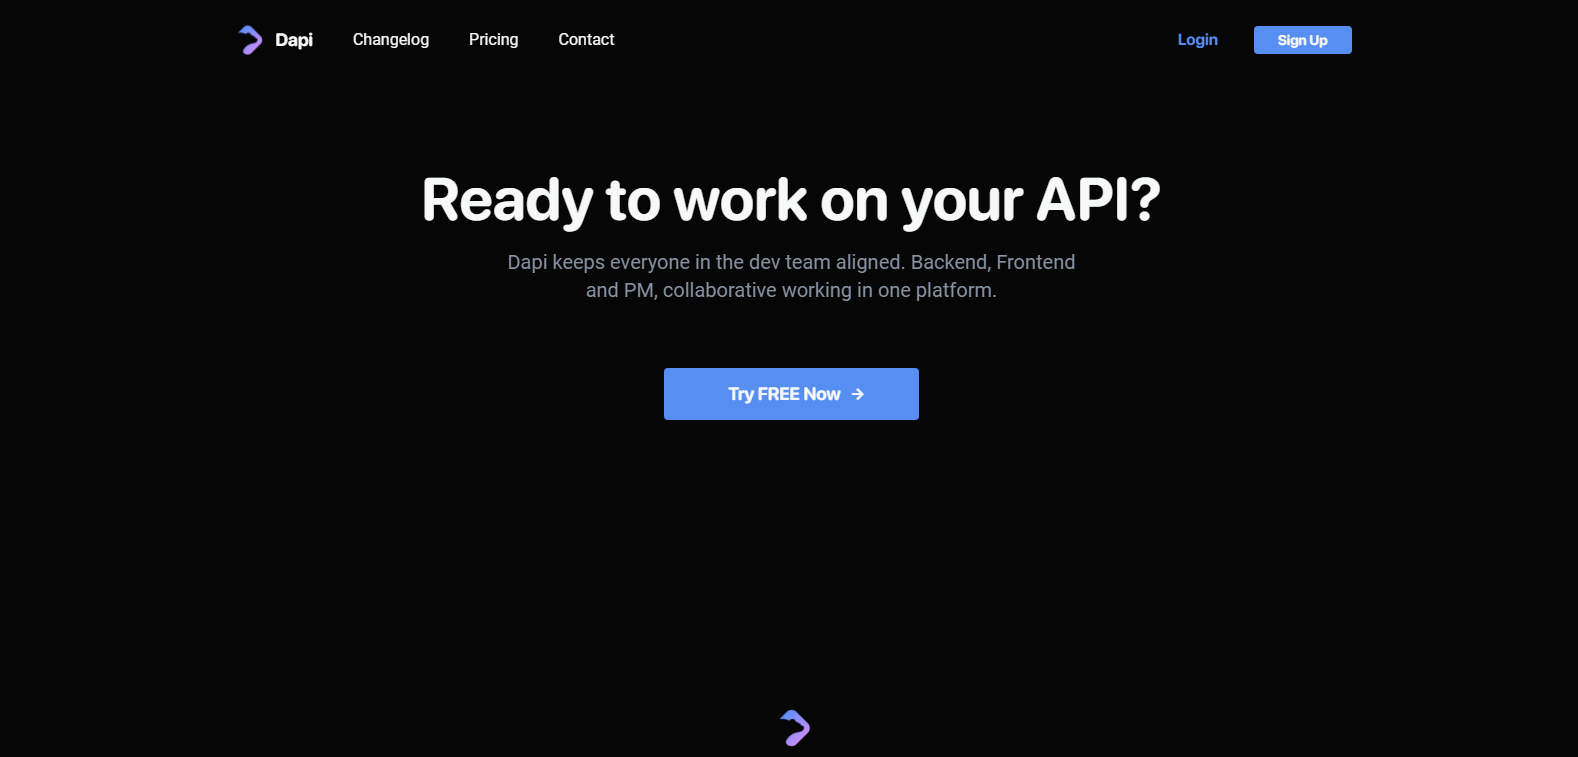 Dapi Changelog Pricing Contact Login Sign Up
Ready to work on your API?
Dapi keeps everyone in the dev team aligned. Backend, Frontend
and PM, collaborative working in one platform.
Try FREE Now →